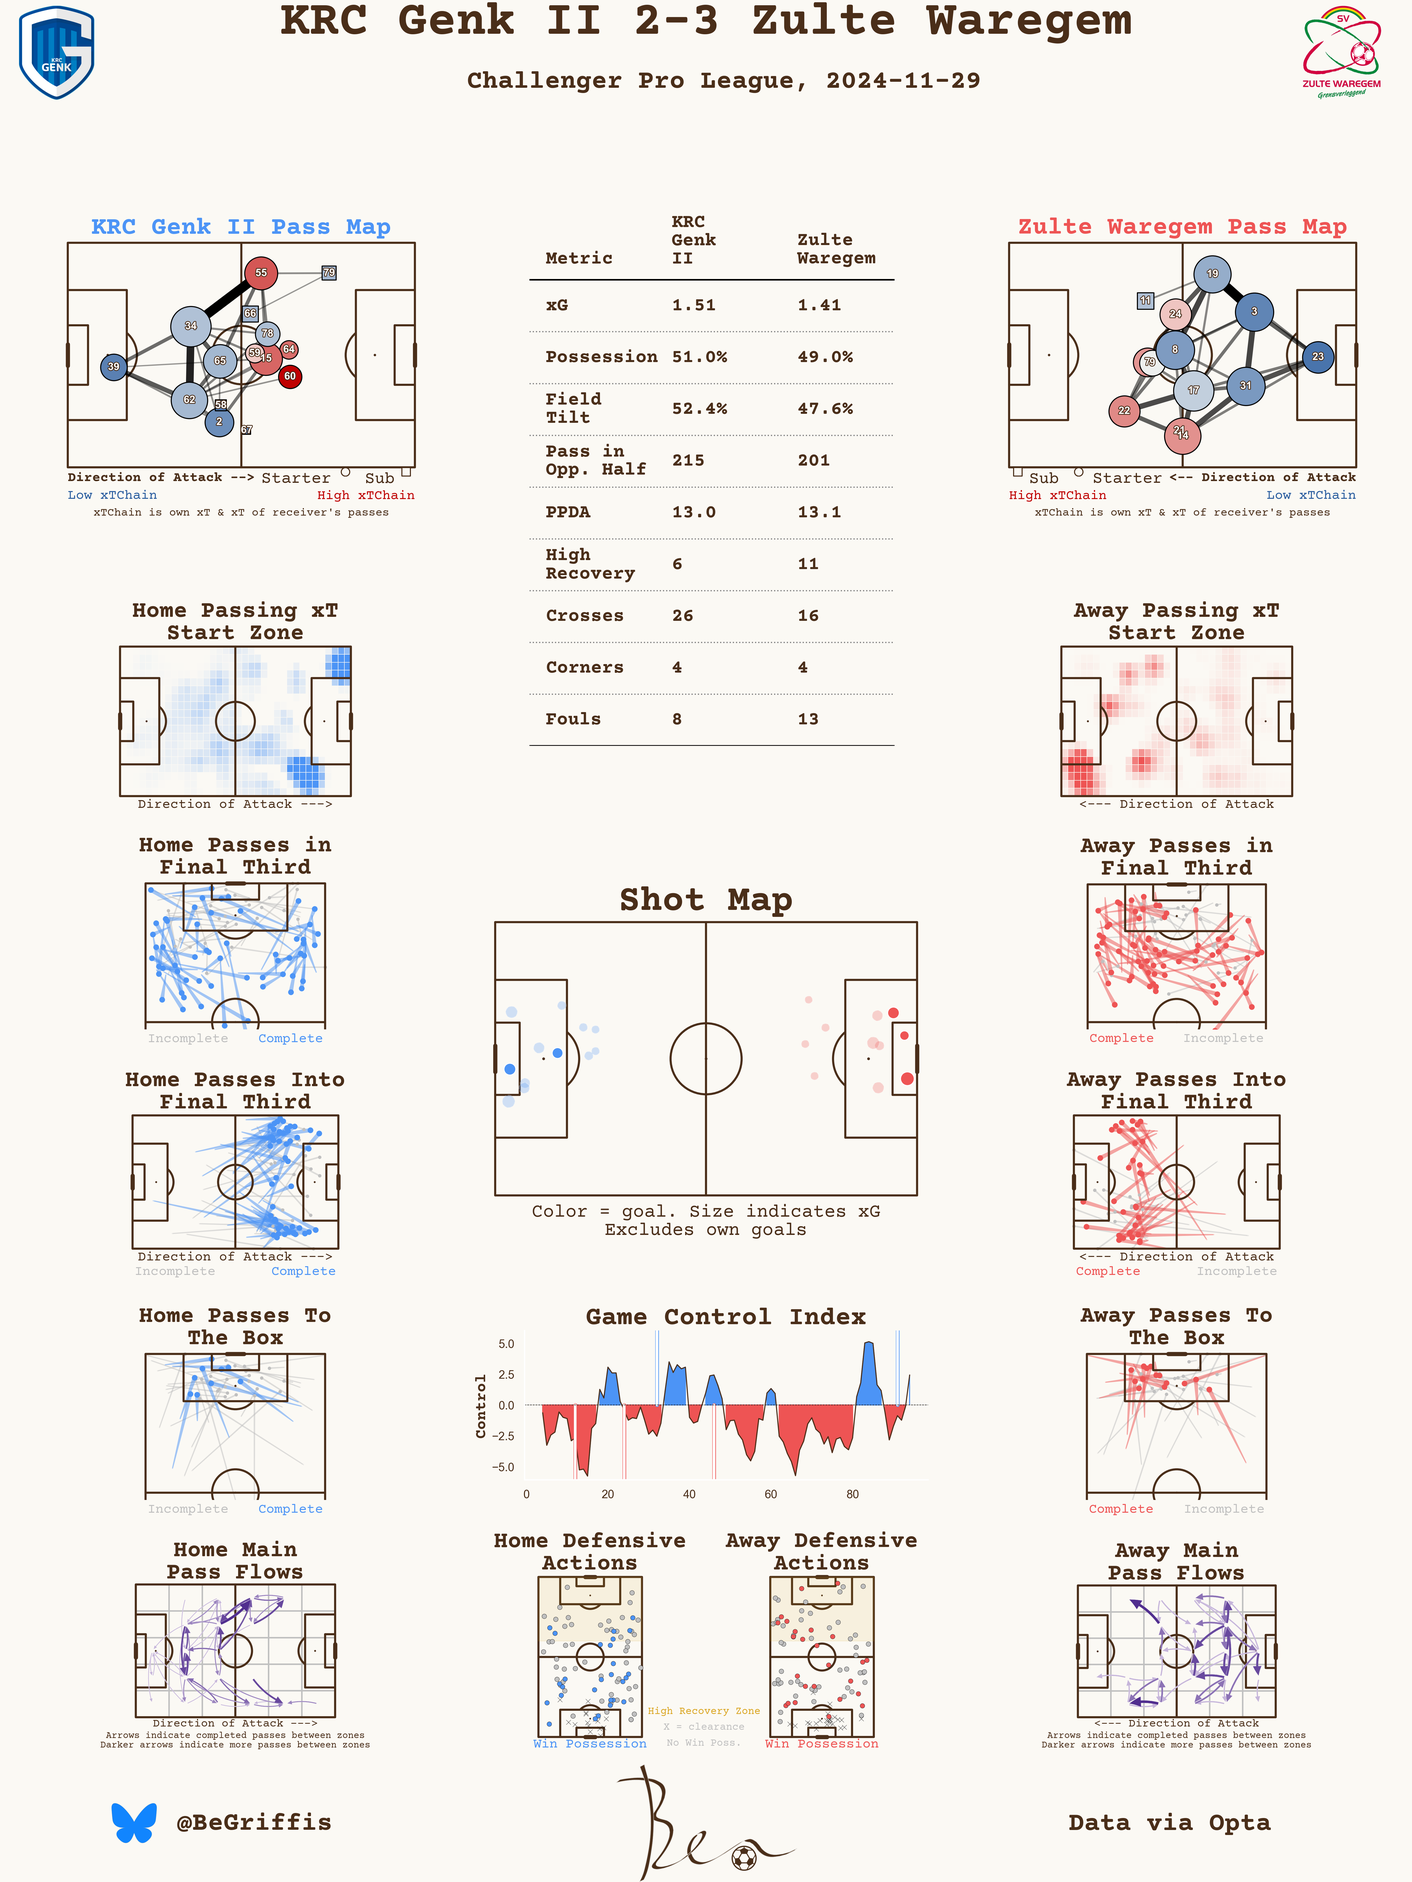 KRC Genk II 2-3 Zulte Waregem
Challenger Pro League, 2024-11-29
KRC
GENK
SV
ZULTE WAREGEM
Grensverleggend
KRC Genk II Pass Map
55
79
66
34
78
59
15
64
65
39
60
62
58
2
67
Direction of Attack --> Starter Sub
Low xTChain High xTChain
xTChain is own xT & xT of receiver's passes
Metric KRC Genk II Zulte Waregem
xG 1.51 1.41
Possession 51.0% 49.0%
Field Tilt 52.4% 47.6%
Pass in Opp. Half 215 201
PPDA 13.0 13.1
High Recovery 6 11
Crosses 26 16
Corners 4 4
Fouls 8 13
Zulte Waregem Pass Map
19
11
24
3
8
79
23
17
31
22
21
14
Sub Starter <-- Direction of Attack
High xTChain Low xTChain
xTChain is own xT & xT of receiver's passes
Home Passing xT
Start Zone
Direction of Attack --->
Away Passing xT
Start Zone
<--- Direction of Attack
Home Passes in
Final Third
Incomplete Complete
Away Passes in
Final Third
Complete Incomplete
Shot Map
Color = goal. Size indicates xG
Excludes own goals
Home Passes Into
Final Third
Direction of Attack --->
Incomplete Complete
Away Passes Into
Final Third
<--- Direction of Attack
Complete Incomplete
Home Passes To
The Box
Incomplete Complete
Game Control Index
Control
5.0
2.5
0.0
−2.5
−5.0
0 20 40 60 80
Away Passes To
The Box
Complete Incomplete
Home Main
Pass Flows
Direction of Attack --->
Arrows indicate completed passes between zones
Darker arrows indicate more passes between zones
Home Defensive
Actions
Win Possession
High Recovery Zone
X = clearance
No Win Poss.
Away Defensive
Actions
Win Possession
Away Main
Pass Flows
<--- Direction of Attack
Arrows indicate completed passes between zones
Darker arrows indicate more passes between zones
@BeGriffis
Ben
Data via Opta